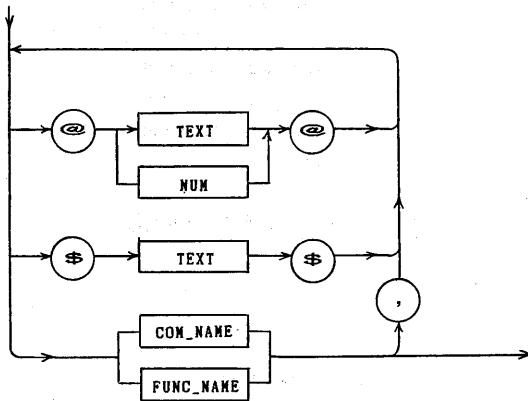 @ TEXT @
NUM
$ TEXT $
,
COM_NAME
FUNC_NAME